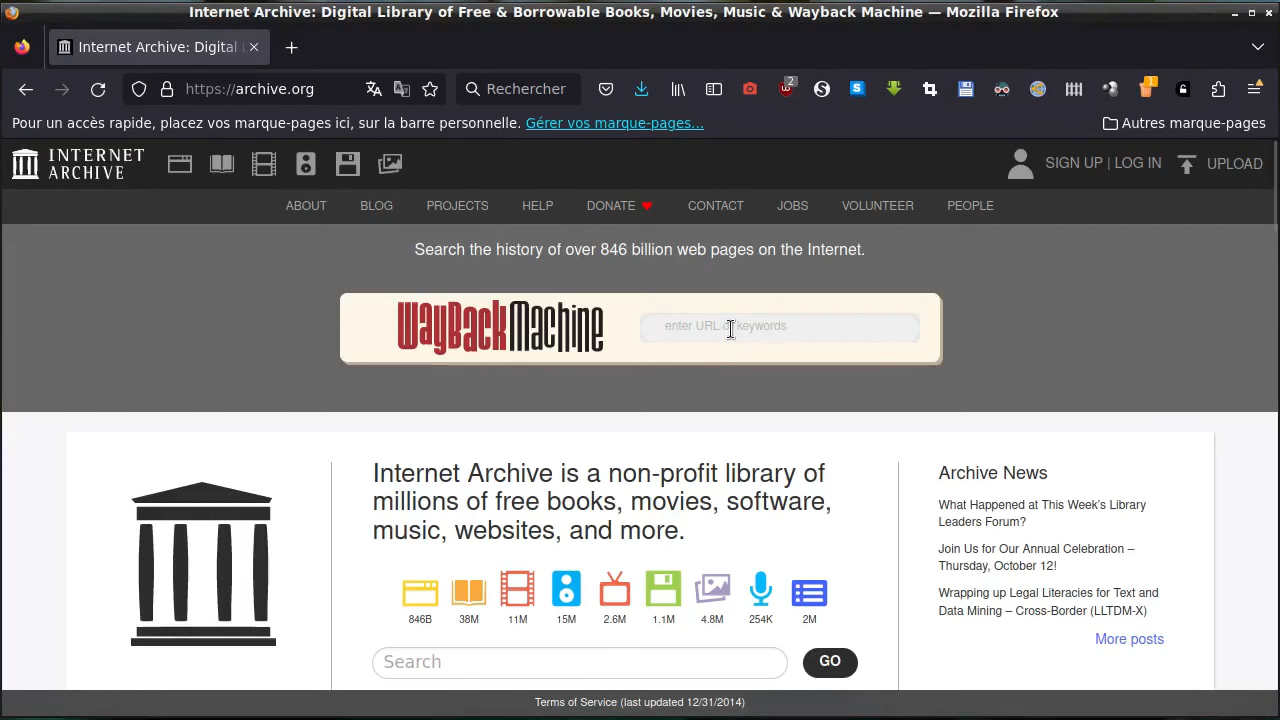 Internet Archive: Digital Library of Free & Borrowable Books, Movies, Music & Wayback Machine — Mozilla Firefox
Internet Archive: Digital L
https://archive.org
Rechercher
2
1
Pour un accès rapide, placez vos marque-pages ici, sur la barre personnelle. Gérer vos marque-pages...
Autres marque-pages
INTERNET
ARCHIVE
SIGN UP | LOG IN
UPLOAD
ABOUT BLOG PROJECTS HELP DONATE CONTACT JOBS VOLUNTEER PEOPLE
Search the history of over 846 billion web pages on the Internet.
WayBackMachine
enter URL or keywords
Internet Archive is a non-profit library of
millions of free books, movies, software,
music, websites, and more.
846B 38M 11M 15M 2.6M 1.1M 4.8M 254K 2M
Search
GO
Archive News
What Happened at This Week's Library
Leaders Forum?
Join Us for Our Annual Celebration –
Thursday, October 12!
Wrapping up Legal Literacies for Text and
Data Mining – Cross-Border (LLTDM-X)
More posts
Terms of Service (last updated 12/31/2014)